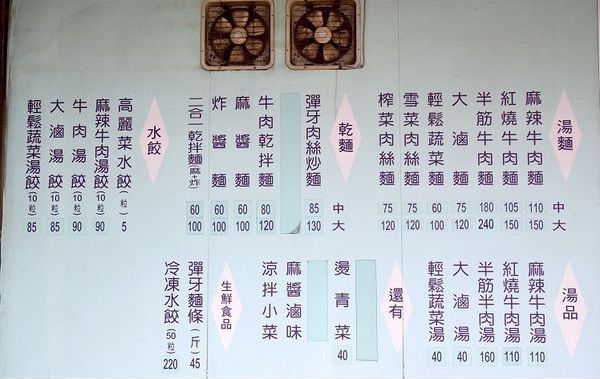 湯麵
麻辣牛肉麵 110 150
紅燒牛肉麵 105 150
半筋牛肉麵 180 240
大滷麵 75 120
輕鬆蔬菜麵 60 100
雪菜肉絲麵 75 120
榨菜肉絲麵 75 120
中
大
乾麵
彈牙肉絲炒麵 85 130
牛肉乾拌麵 80 120
麻醬麵 60 100
炸醬麵 60 100
二合一乾拌麵(麻+炸) 60 100
水餃
高麗菜水餃(粒) 5
麻辣牛肉湯餃(10粒) 90
牛肉湯餃(10粒) 90
大滷湯餃(10粒) 85
輕鬆蔬菜湯餃(10粒) 85
湯品
麻辣牛肉湯 110
紅燒牛肉湯 110
半筋半肉湯 160
大滷湯 40
輕鬆蔬菜湯 40
還有
燙青菜 40
麻醬滷味
涼拌小菜
生鮮食品
彈牙麵條(斤) 45
冷凍水餃(50粒) 220